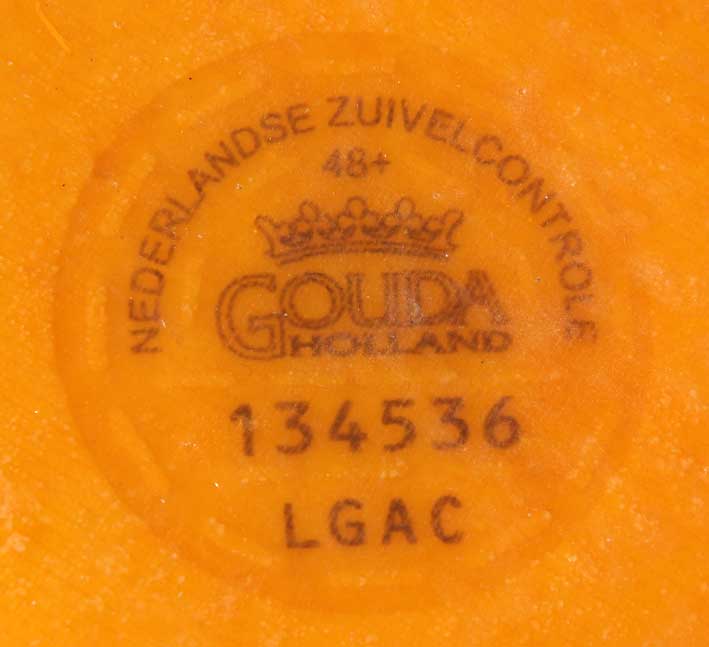 NEDERLANDSE ZUIVELCONTROLE
48+
GOUDA
HOLLAND
134536
LGAC